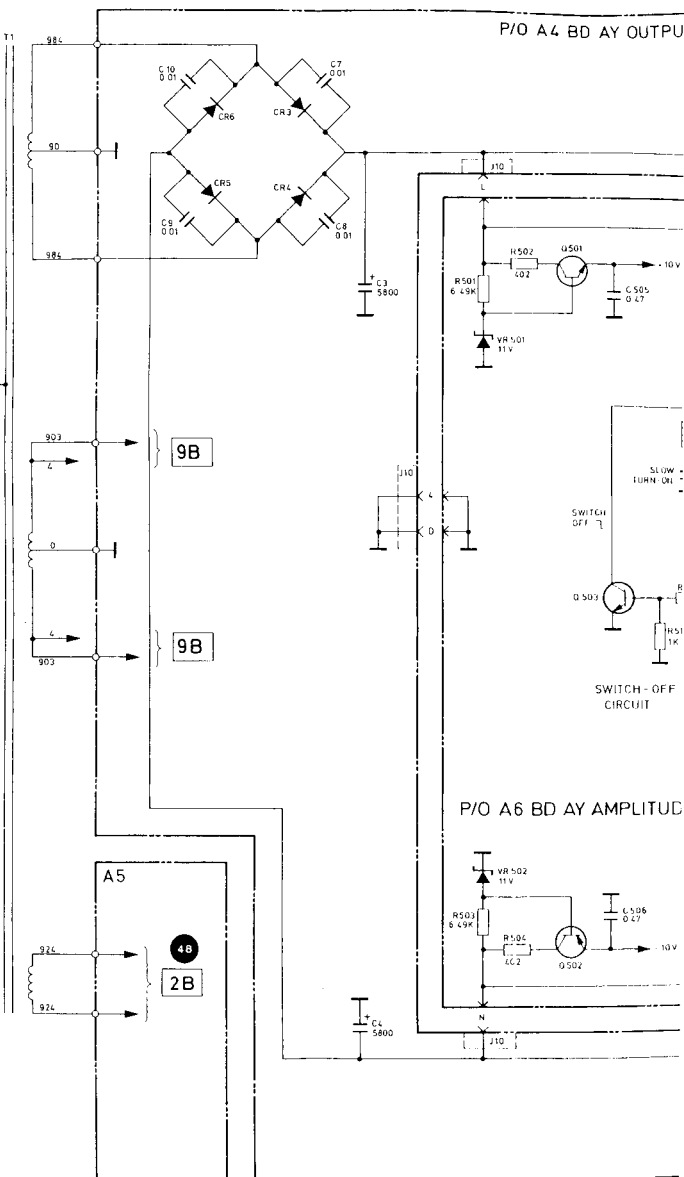 T1
P/O A4 BD AY OUTPU
984
C10
0.01
C7
0.01
CR6
CR3
90
J10
L
CR5
CR4
C9
0.01
C8
0.01
984
R502
402
Q501
-10V
R501
6.49K
C505
0.47
C3
5800
+
VR501
11V
903
4
9B
J10
4
SLOW
TURN-ON
SWITCH
OFF
0
D
Q503
R
R51
1K
4
903
9B
SWITCH-OFF
CIRCUIT
P/O A6 BD AY AMPLITUD
A5
VR502
11V
R503
6.49K
C506
0.47
R504
402
Q502
-10V
924
4B
2B
924
+
C4
5800
N
J10